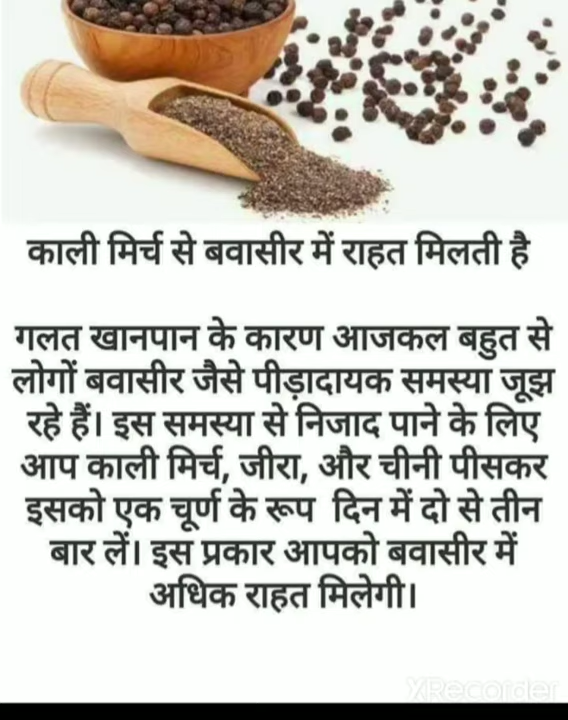 काली मिर्च से बवासीर में राहत मिलती है
गलत खानपान के कारण आजकल बहुत से
लोगों बवासीर जैसे पीड़ादायक समस्या जूझ
रहे हैं। इस समस्या से निजाद पाने के लिए
आप काली मिर्च, जीरा, और चीनी पीसकर
इसको एक चूर्ण के रूप दिन में दो से तीन
बार लें। इस प्रकार आपको बवासीर में
अधिक राहत मिलेगी।
XRecorder